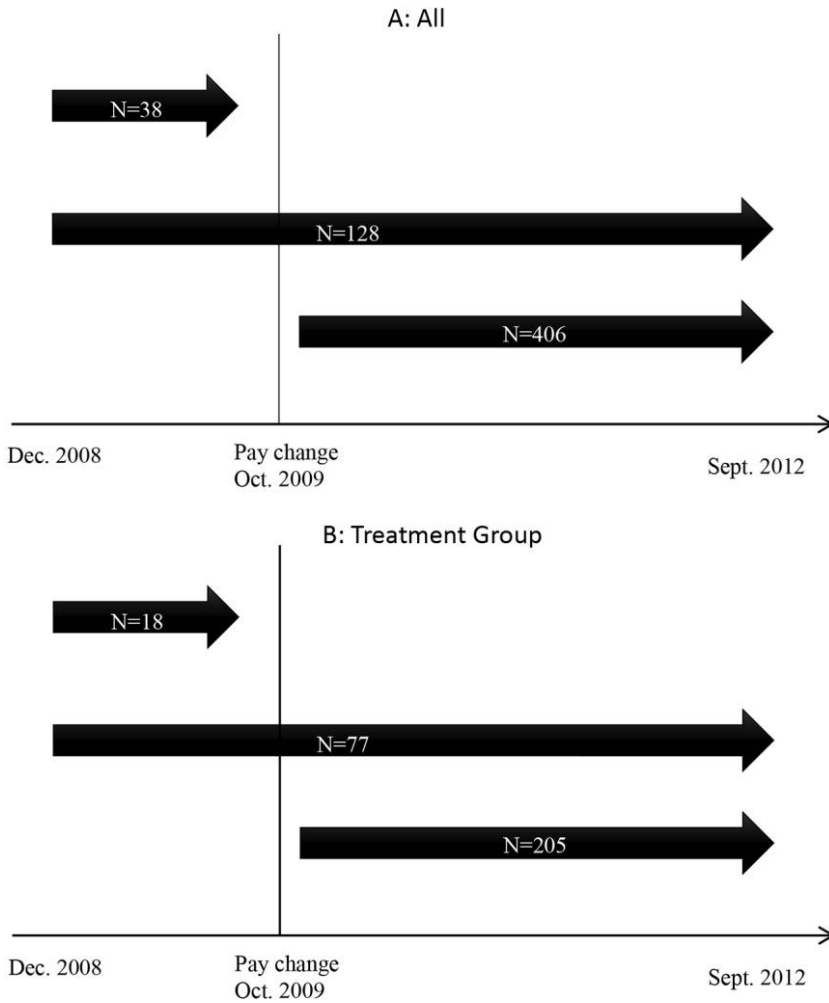 A: All
N=38
N=128
N=406
Dec. 2008
Pay change
Oct. 2009
Sept. 2012
B: Treatment Group
N=18
N=77
N=205
Dec. 2008
Pay change
Oct. 2009
Sept. 2012